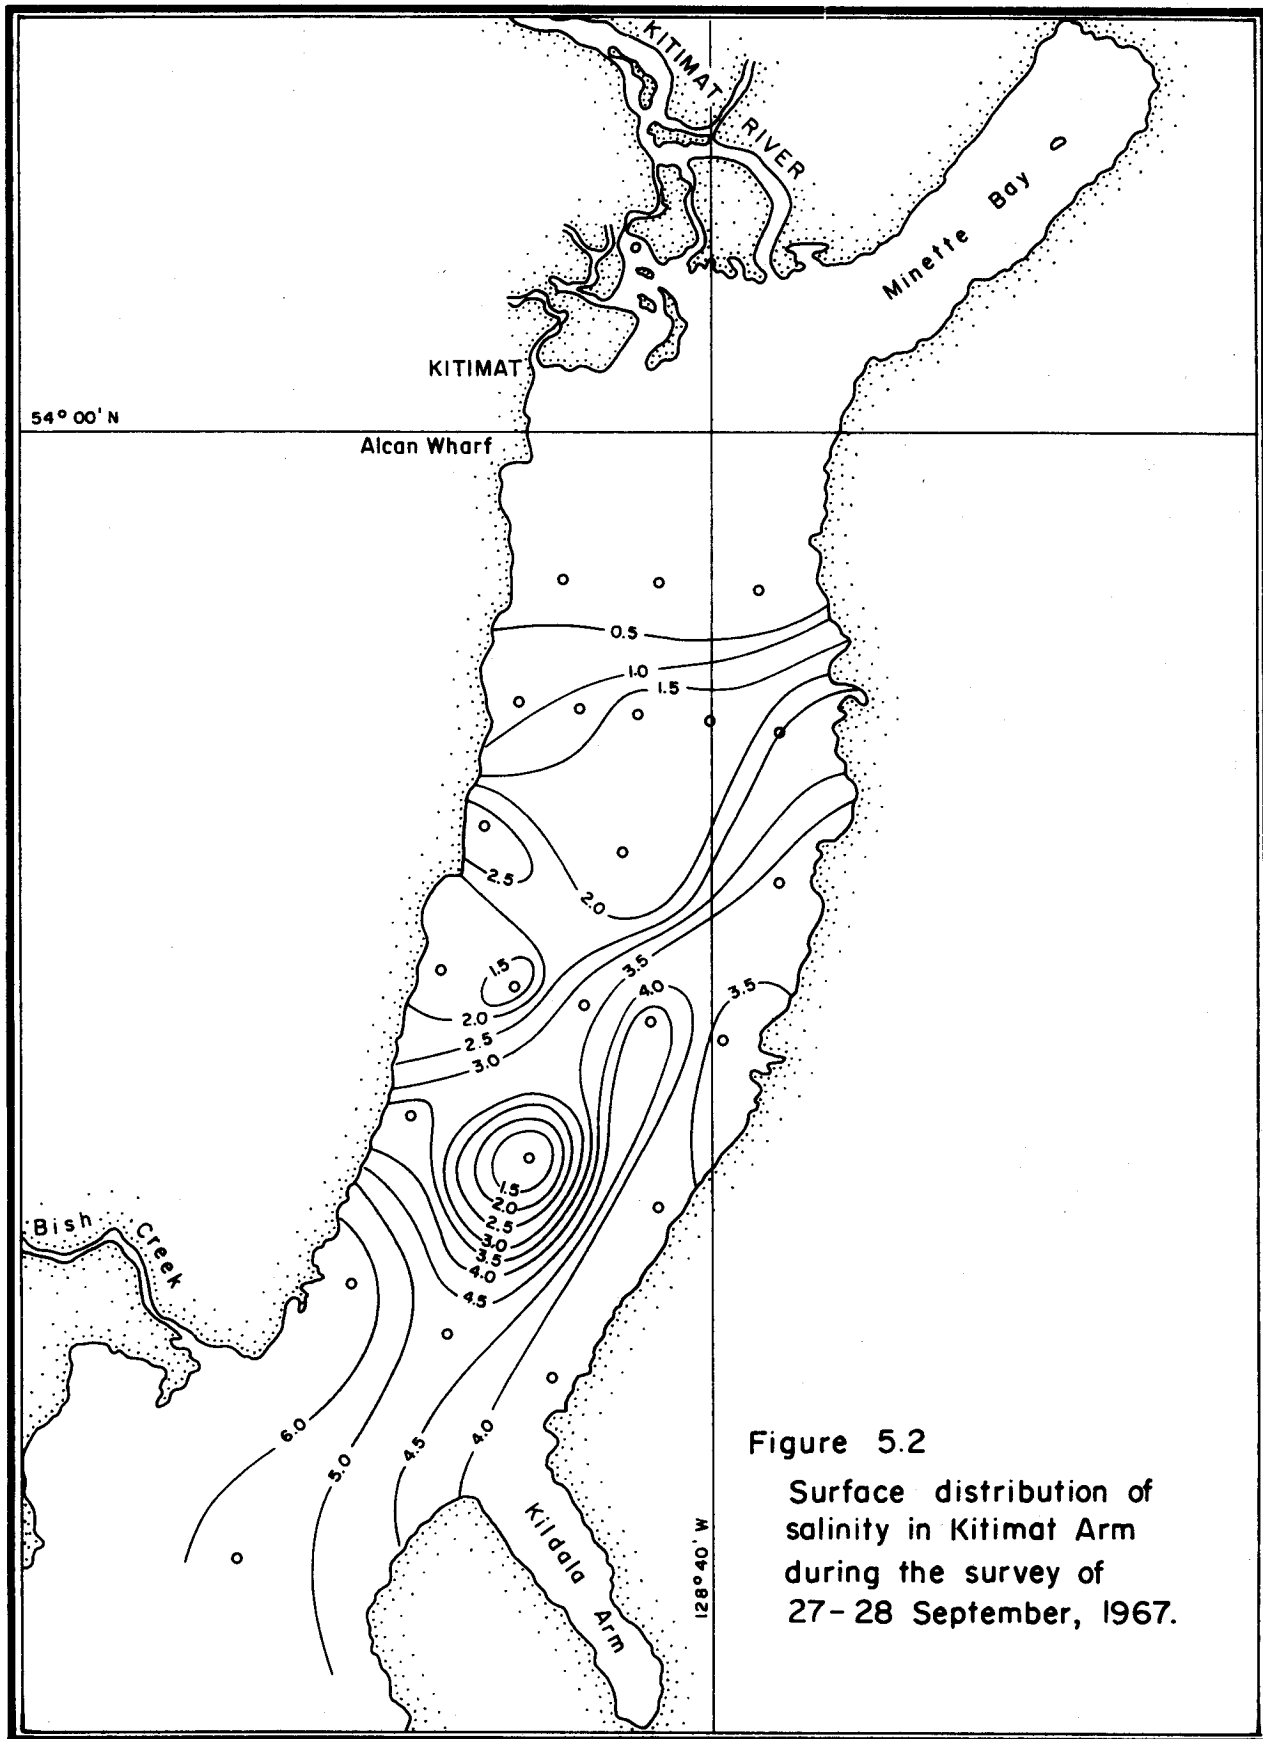 KITIMAT
RIVER
Minette Bay
KITIMAT
54° 00' N
Alcan Wharf
0.5
1.0
1.5
2.5
2.0
1.5
3.5
4.0
3.5
2.0
2.5
3.0
1.5
2.0
2.5
3.0
3.5
4.0
4.5
Bish Creek
6.0
5.0
4.5
4.0
Kildala Arm
128° 40' W
Figure 5.2
Surface distribution of
salinity in Kitimat Arm
during the survey of
27-28 September, 1967.